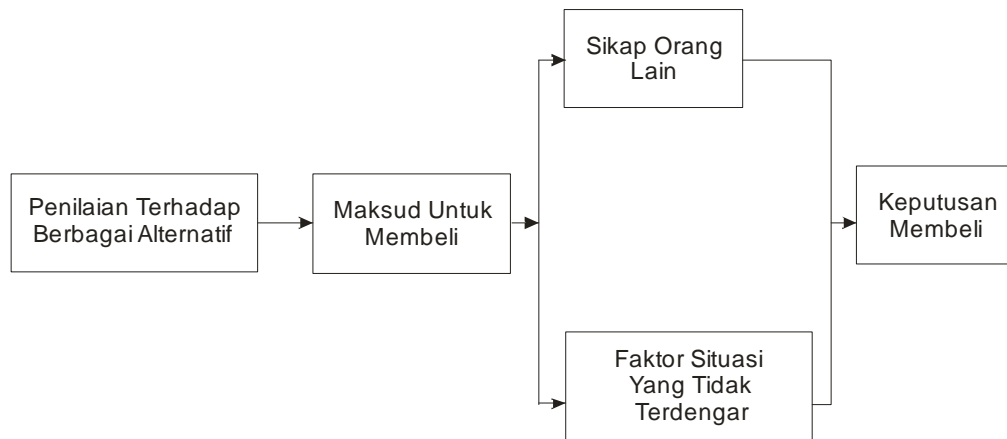 Penilaian Terhadap
Berbagai Alternatif
Maksud Untuk
Membeli
Sikap Orang
Lain
Faktor Situasi
Yang Tidak
Terdengar
Keputusan
Membeli